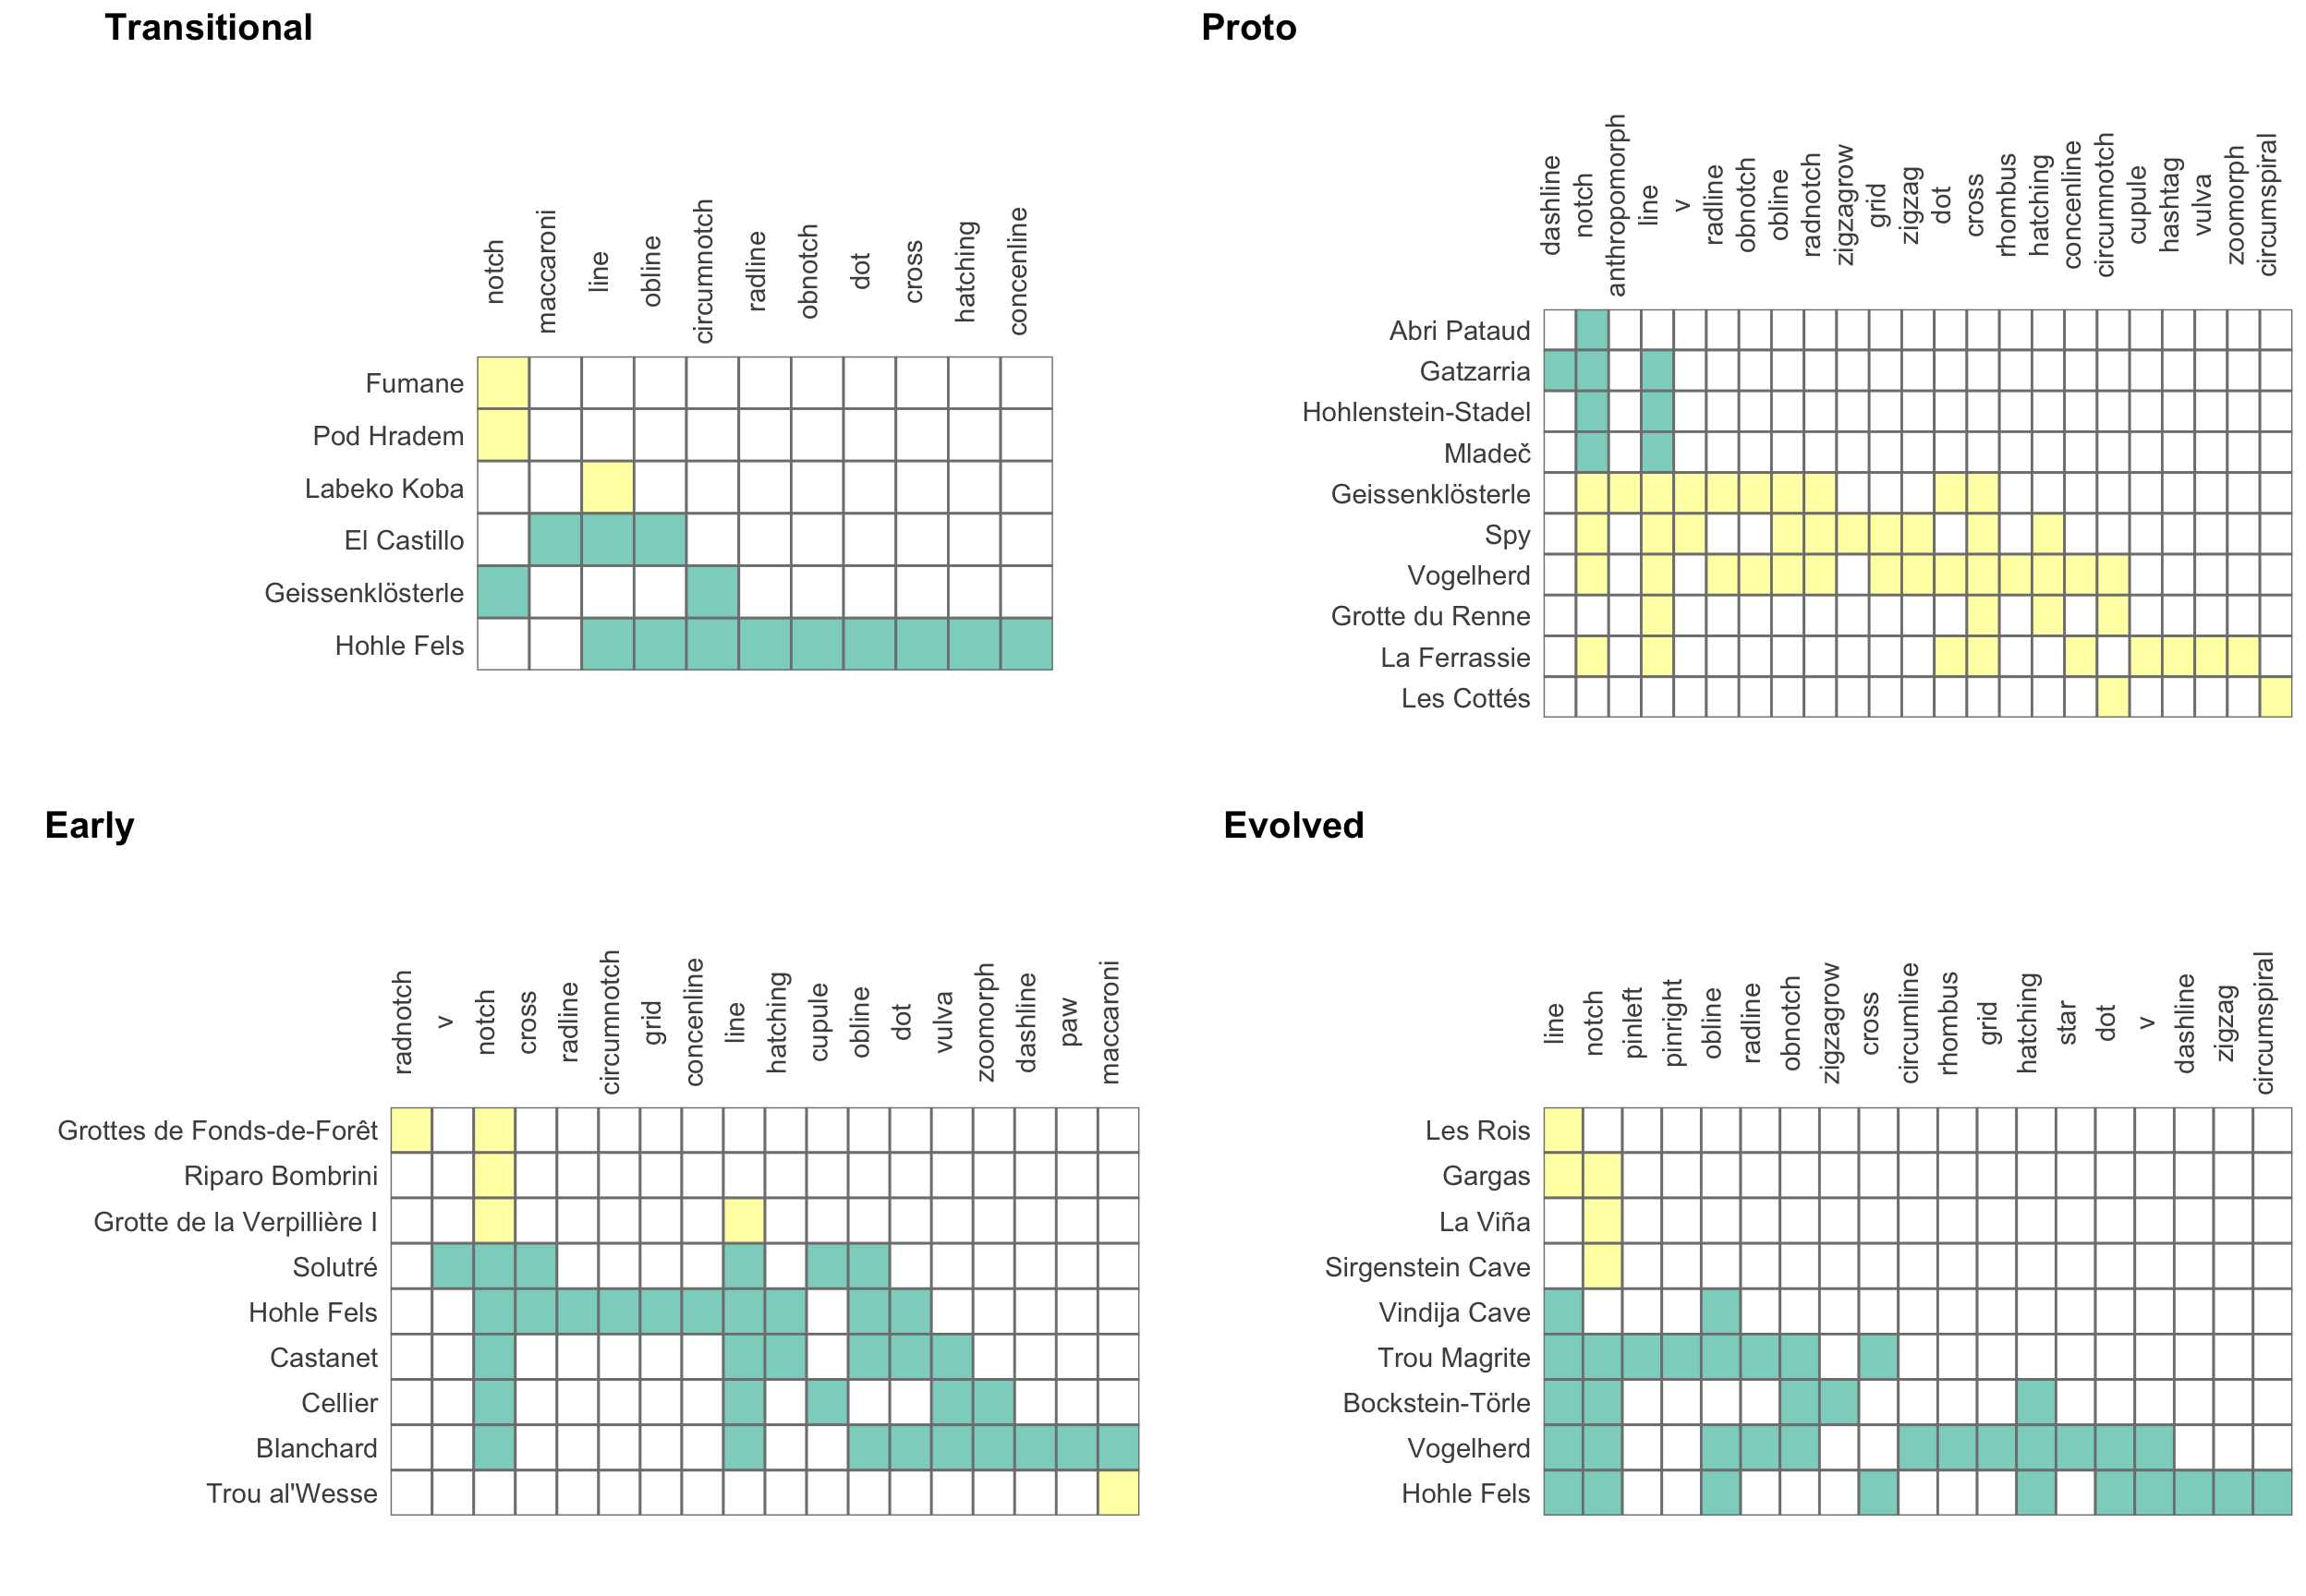 Transitional
notch
maccaroni
line
obline
circumnotch
radline
obnotch
dot
cross
hatching
concenline
Fumane
Pod Hradem
Labeko Koba
El Castillo
Geissenklösterle
Hohle Fels
Proto
dashline
notch
anthropomorph
line
v
radline
obnotch
obline
radnotch
zigzagrow
grid
zigzag
dot
cross
rhombus
hatching
concenline
circumnotch
cupule
hashtag
vulva
zoomorph
circumspiral
Abri Pataud
Gatzarria
Hohlenstein-Stadel
Mladeč
Geissenklösterle
Spy
Vogelherd
Grotte du Renne
La Ferrassie
Les Cottés
Early
radnotch
v
notch
cross
radline
circumnotch
grid
concenline
line
hatching
cupule
obline
dot
vulva
zoomorph
dashline
paw
maccaroni
Grottes de Fonds-de-Forêt
Riparo Bombrini
Grotte de la Verpillière I
Solutré
Hohle Fels
Castanet
Cellier
Blanchard
Trou al'Wesse
Evolved
line
notch
pinleft
pinright
obline
radline
obnotch
zigzagrow
cross
circumline
rhombus
grid
hatching
star
dot
v
dashline
zigzag
circumspiral
Les Rois
Gargas
La Viña
Sirgenstein Cave
Vindija Cave
Trou Magrite
Bockstein-Törle
Vogelherd
Hohle Fels